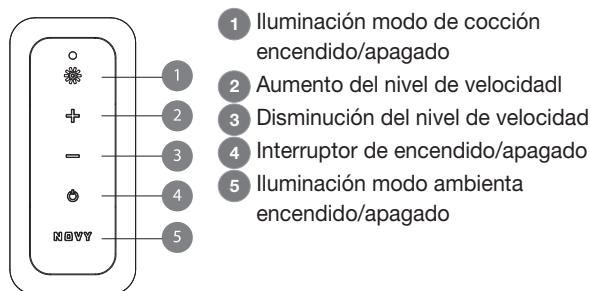 1 Iluminación modo de cocción
encendido/apagado
2 Aumento del nivel de velocidadl
3 Disminución del nivel de velocidad
4 Interruptor de encendido/apagado
5 Iluminación modo ambienta
encendido/apagado
1
2
3
4
NOVY 5